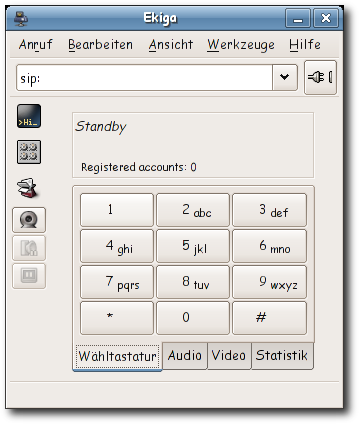 Ekiga
Anruf Bearbeiten Ansicht Werkzeuge Hilfe
sip:
>Hi...
Standby
Registered accounts: 0
1 2 abc 3 def
4 ghi 5 jkl 6 mno
7 pqrs 8 tuv 9 wxyz
* 0 #
Wähltastatur Audio Video Statistik